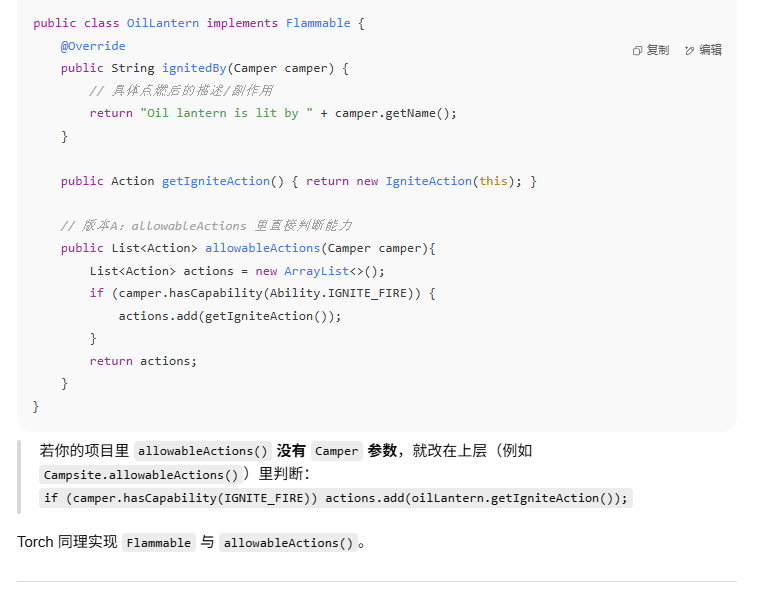 public class OilLantern implements Flammable {
@Override
复制 编辑
public String ignitedBy(Camper camper) {
// 具体点燃后的描述/副作用
return "Oil lantern is lit by " + camper.getName();
}
public Action getIgniteAction() { return new IgniteAction(this); }
// 版本A：allowableActions 里直接判断能力
public List<Action> allowableActions(Camper camper){
List<Action> actions = new ArrayList<>();
if (camper.hasCapability(Ability.IGNITE_FIRE)) {
actions.add(getIgniteAction());
}
return actions;
}
}
若你的项目里 allowableActions() 没有 Camper 参数，就改在上层（例如
Campsite.allowableActions()）里判断：
if (camper.hasCapability(IGNITE_FIRE)) actions.add(oilLantern.getIgniteAction());
Torch 同理实现 Flammable 与 allowableActions()。